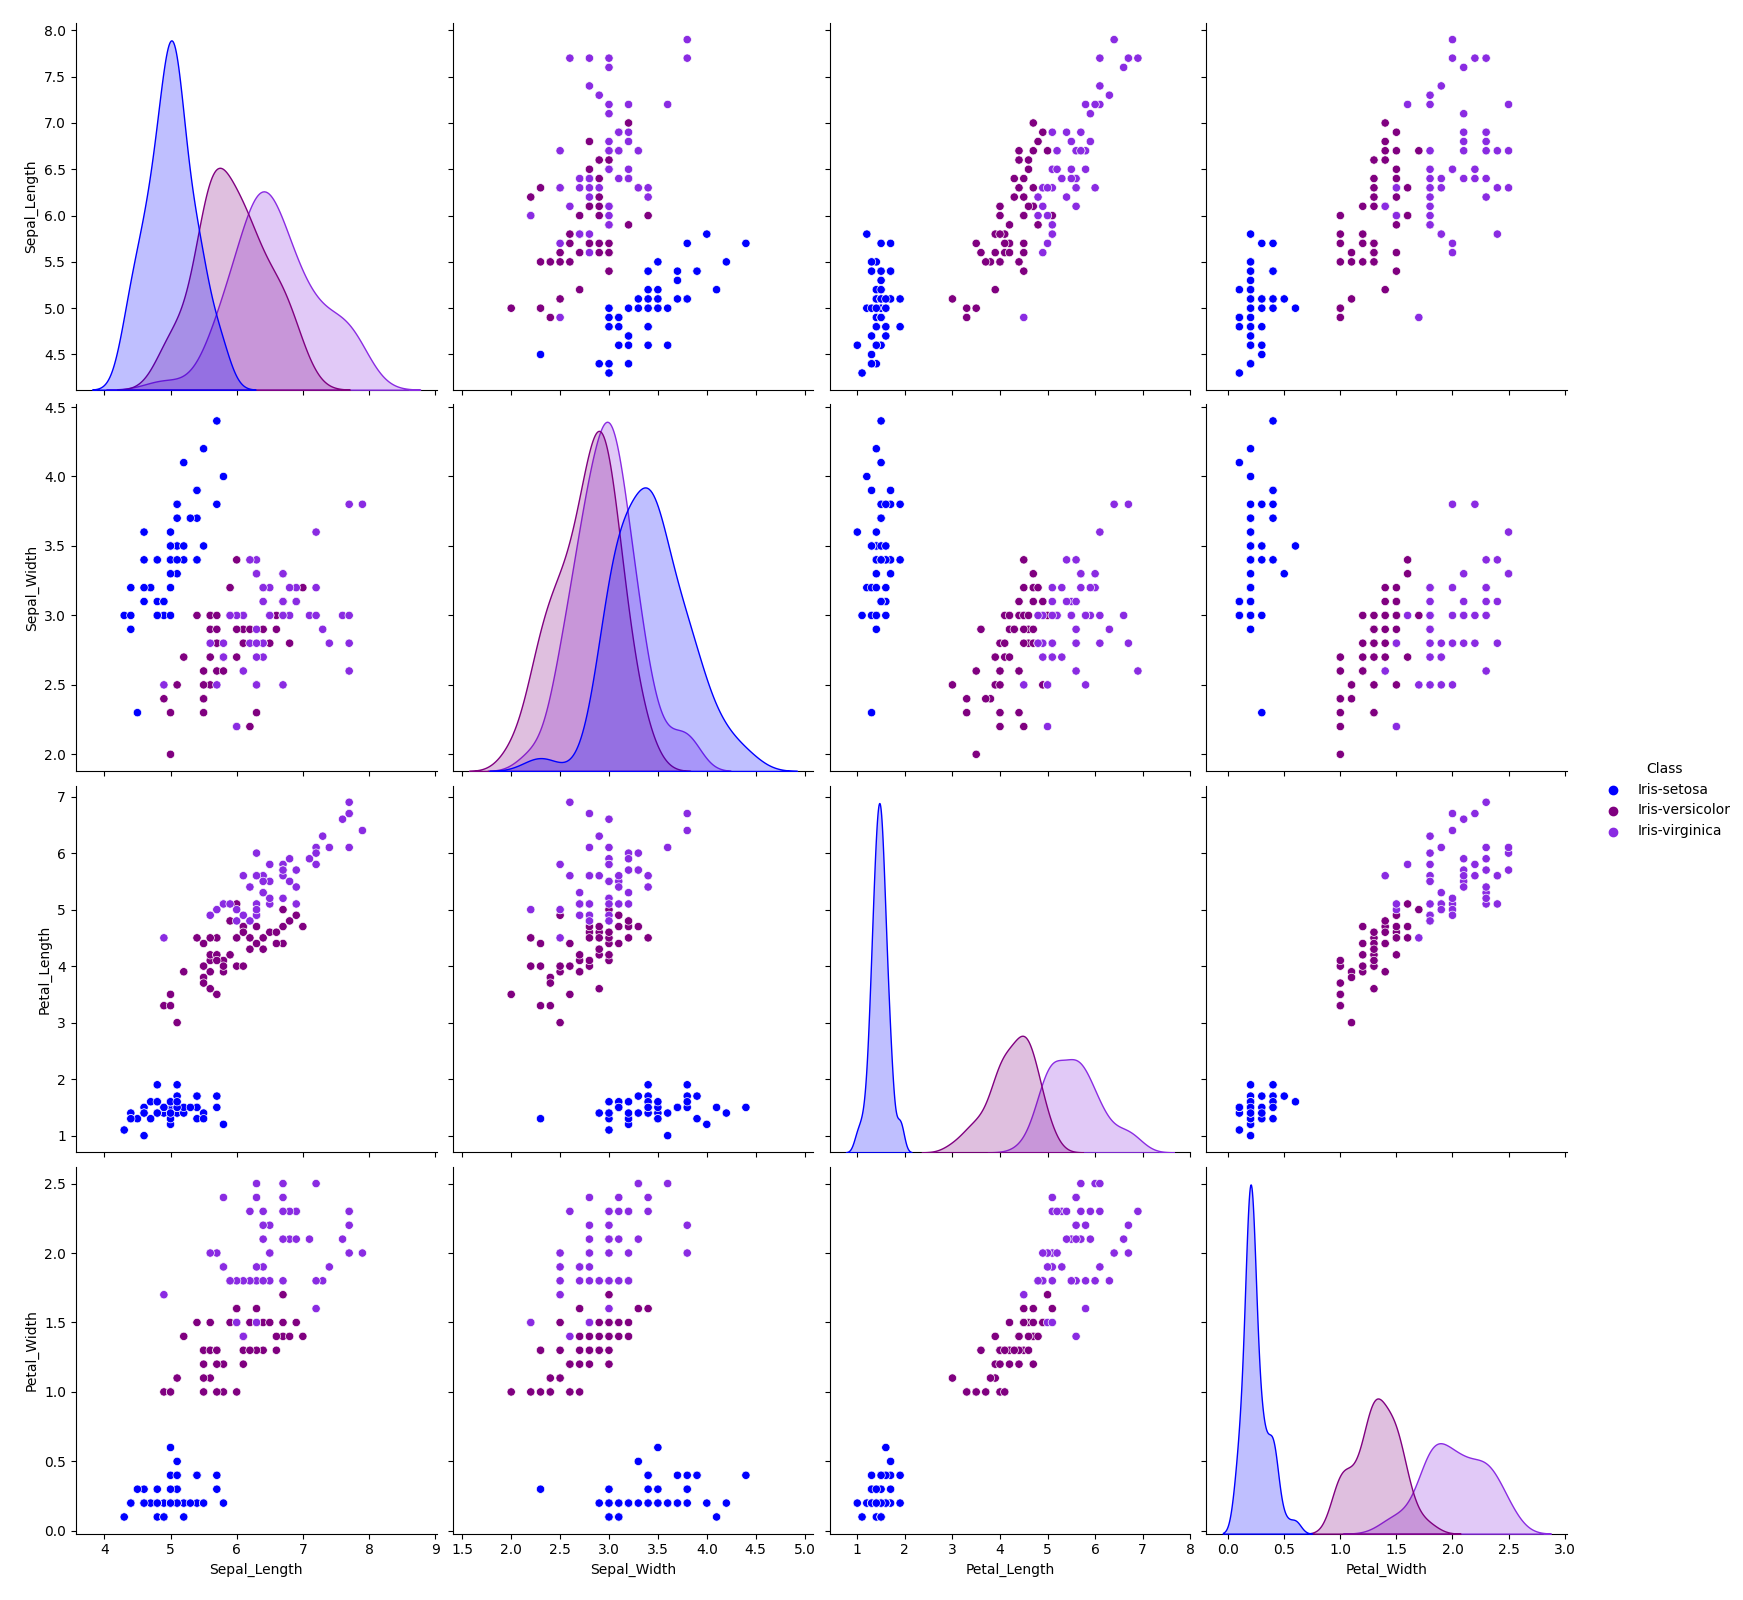 8.0
7.5
7.0
6.5
6.0
5.5
5.0
4.5
Sepal_Length
4.5
4.0
3.5
3.0
2.5
2.0
Sepal_Width
7
6
5
4
3
2
1
Petal_Length
2.5
2.0
1.5
1.0
0.5
0.0
Petal_Width
4 5 6 7 8 9
Sepal_Length
1.5 2.0 2.5 3.0 3.5 4.0 4.5 5.0
Sepal_Width
1 2 3 4 5 6 7 8
Petal_Length
0.0 0.5 1.0 1.5 2.0 2.5 3.0
Petal_Width
Class
Iris-setosa
Iris-versicolor
Iris-virginica